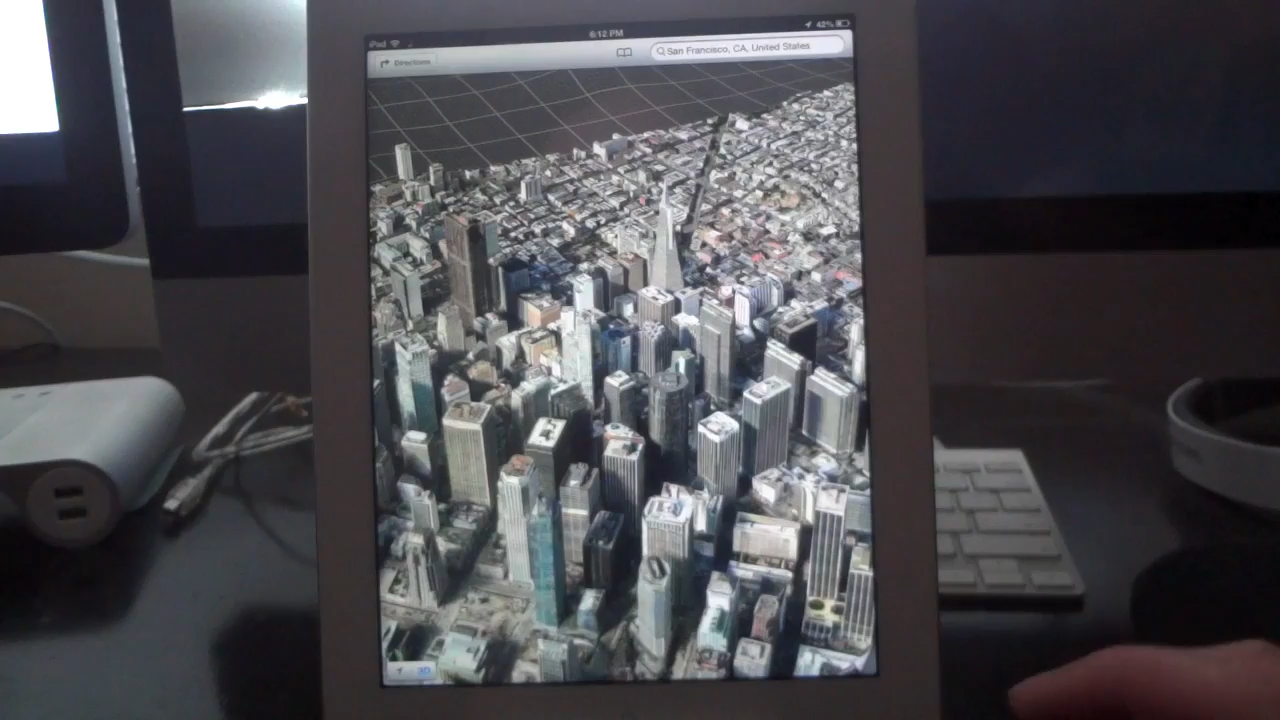 iPad 6:12 PM 42%
Directions San Francisco, CA, United States
3D